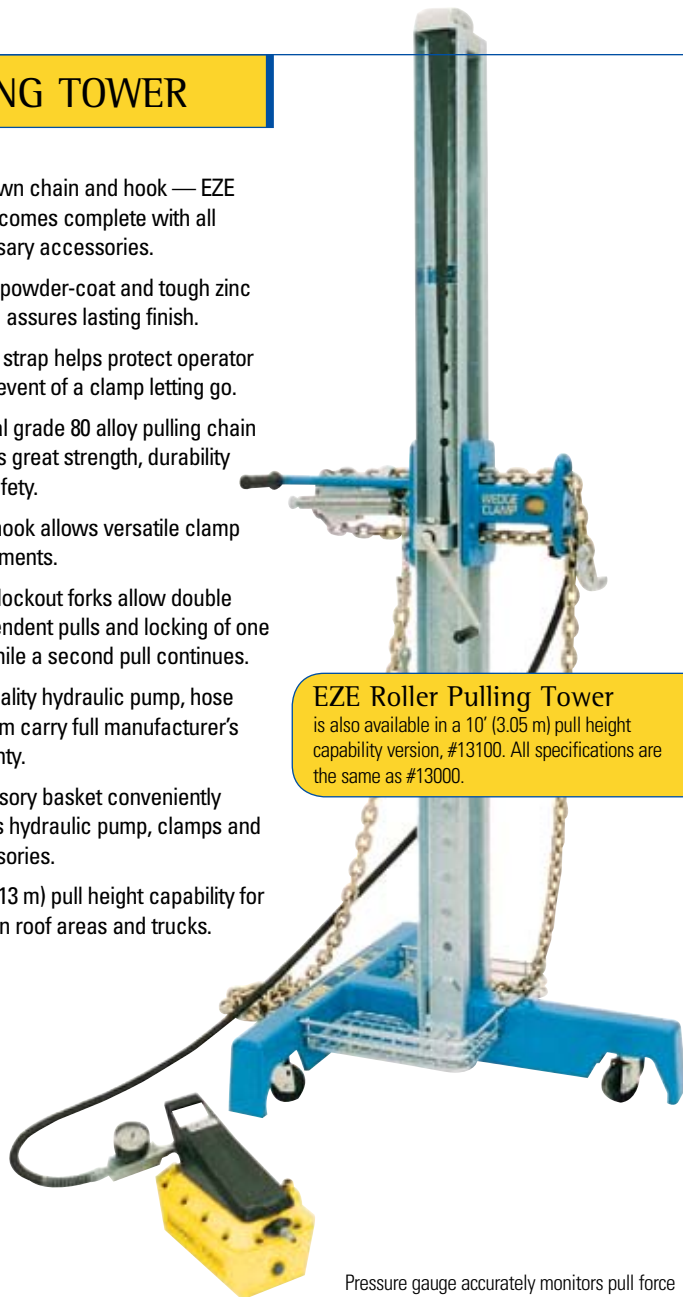 NG TOWER
wn chain and hook — EZE
comes complete with all
sary accessories.
powder-coat and tough zinc
assures lasting finish.
strap helps protect operator
event of a clamp letting go.
l grade 80 alloy pulling chain
s great strength, durability
fety.
hook allows versatile clamp
ments.
lockout forks allow double
endent pulls and locking of one
hile a second pull continues.
ality hydraulic pump, hose
m carry full manufacturer's
nty.
sory basket conveniently
s hydraulic pump, clamps and
sories.
13 m) pull height capability for
n roof areas and trucks.
WEDGE
CLAMP
EZE Roller Pulling Tower
is also available in a 10' (3.05 m) pull height
capability version, #13100. All specifications are
the same as #13000.
Pressure gauge accurately monitors pull force